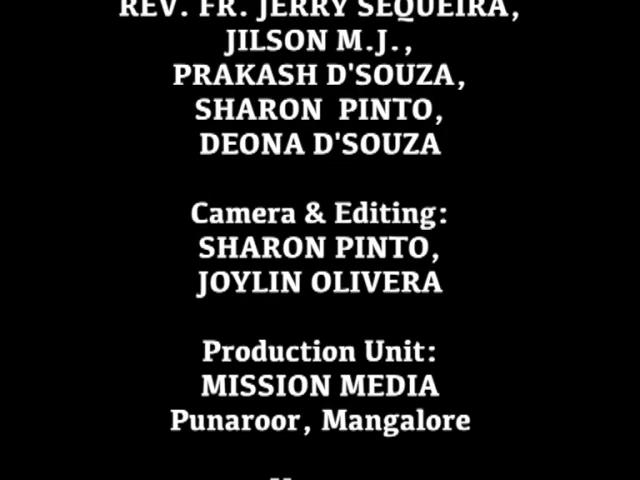 REV. FR. JERRY SEQUEIRA,
JILSON M.J.,
PRAKASH D'SOUZA,
SHARON PINTO,
DEONA D'SOUZA
Camera & Editing:
SHARON PINTO,
JOYLIN OLIVERA
Production Unit:
MISSION MEDIA
Punaroor, Mangalore